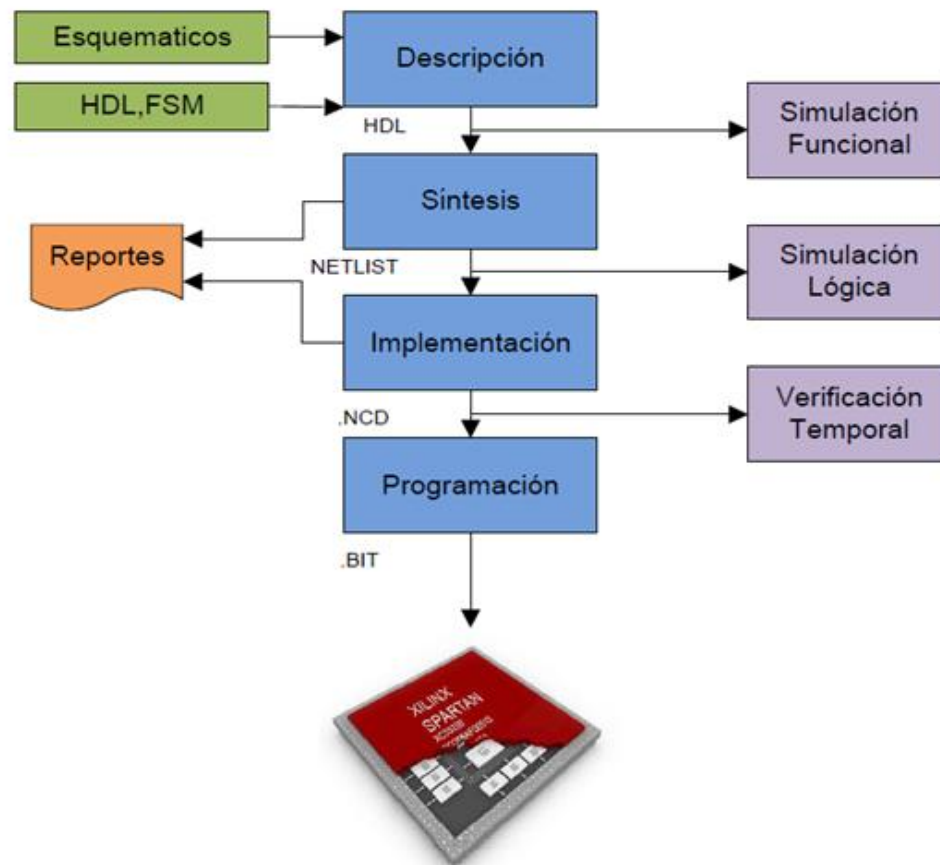 Esquematicos
Descripción
HDL,FSM
HDL
Simulación
Funcional
Síntesis
Reportes
NETLIST
Simulación
Lógica
Implementación
.NCD
Verificación
Temporal
Programación
.BIT
XILINX
SPARTAN